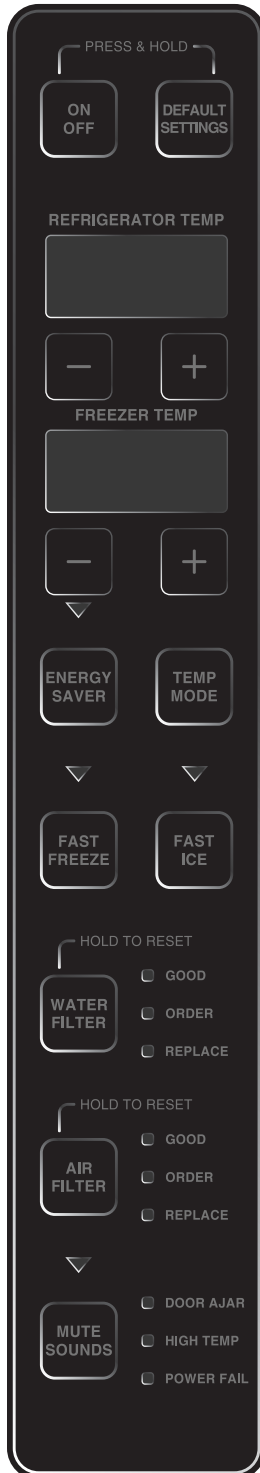 PRESS & HOLD
ON
OFF
DEFAULT
SETTINGS
REFRIGERATOR TEMP
−
+
FREEZER TEMP
−
+
ENERGY
SAVER
TEMP
MODE
FAST
FREEZE
FAST
ICE
HOLD TO RESET
WATER
FILTER
GOOD
ORDER
REPLACE
HOLD TO RESET
AIR
FILTER
GOOD
ORDER
REPLACE
MUTE
SOUNDS
DOOR AJAR
HIGH TEMP
POWER FAIL